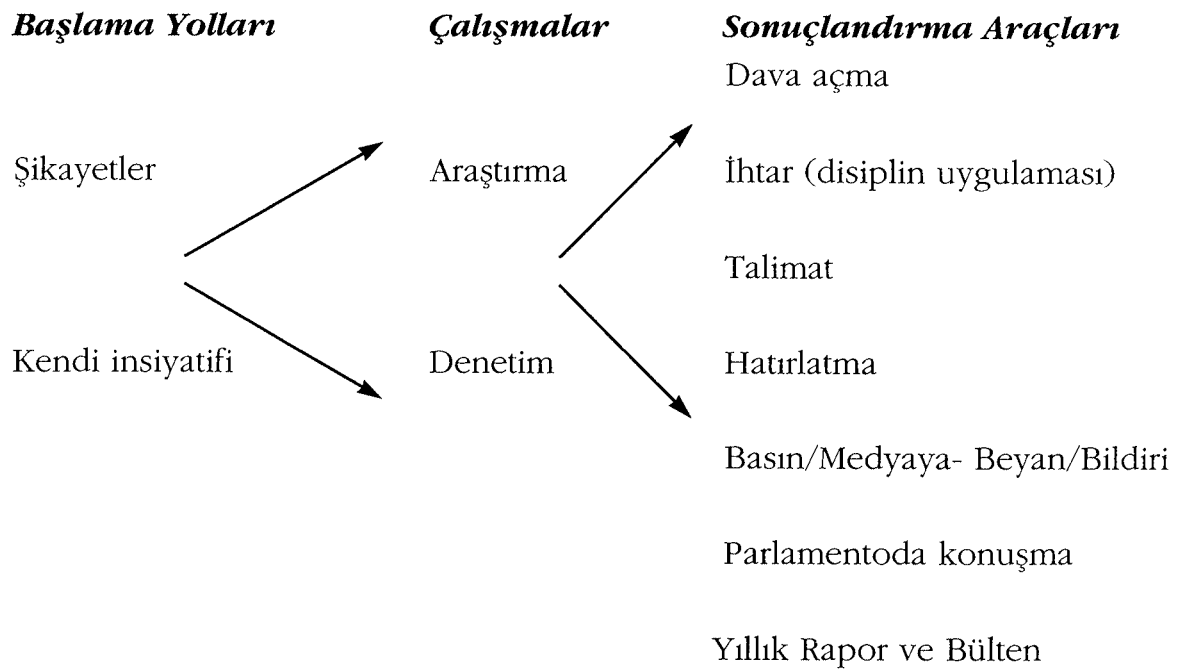 Başlama Yolları
Çalışmalar
Sonuçlandırma Araçları
Dava açma
Şikayetler
Araştırma
İhtar (disiplin uygulaması)
Talimat
Kendi insiyatifi
Denetim
Hatırlatma
Basın/Medyaya- Beyan/Bildiri
Parlamentoda konuşma
Yıllık Rapor ve Bülten